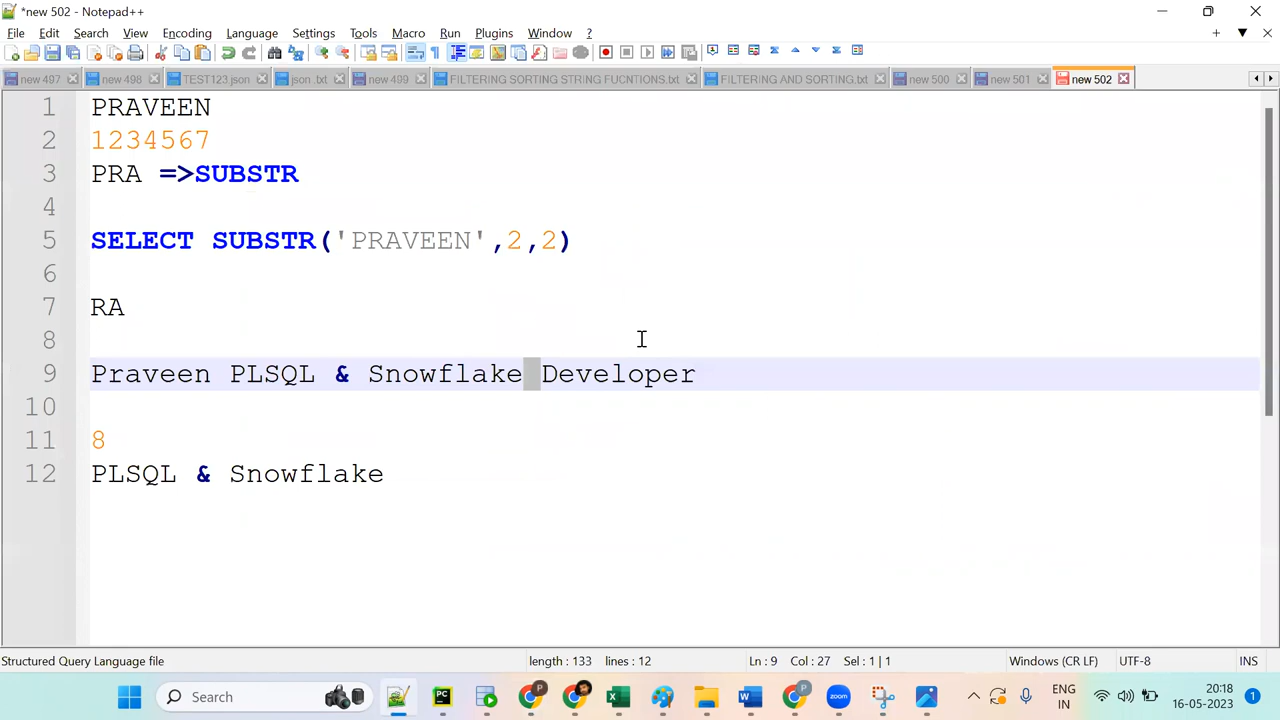 *new 502 - Notepad++
File Edit Search View Encoding Language Settings Tools Macro Run Plugins Window ?
new 497 new 498 TEST123.json json .txt new 499 FILTERING SORTING STRING FUCNTIONS.txt FILTERING AND SORTING.txt new 500 new 501 new 502
1 PRAVEEN
2 1234567
3 PRA =>SUBSTR
4
5 SELECT SUBSTR('PRAVEEN',2,2)
6
7 RA
8
9 Praveen PLSQL & Snowflake Developer
10
11 8
12 PLSQL & Snowflake
Structured Query Language file length : 133 lines : 12 Ln : 9 Col : 27 Sel : 1 | 1 Windows (CR LF) UTF-8 INS
Search ENG IN 20:18 16-05-2023 1